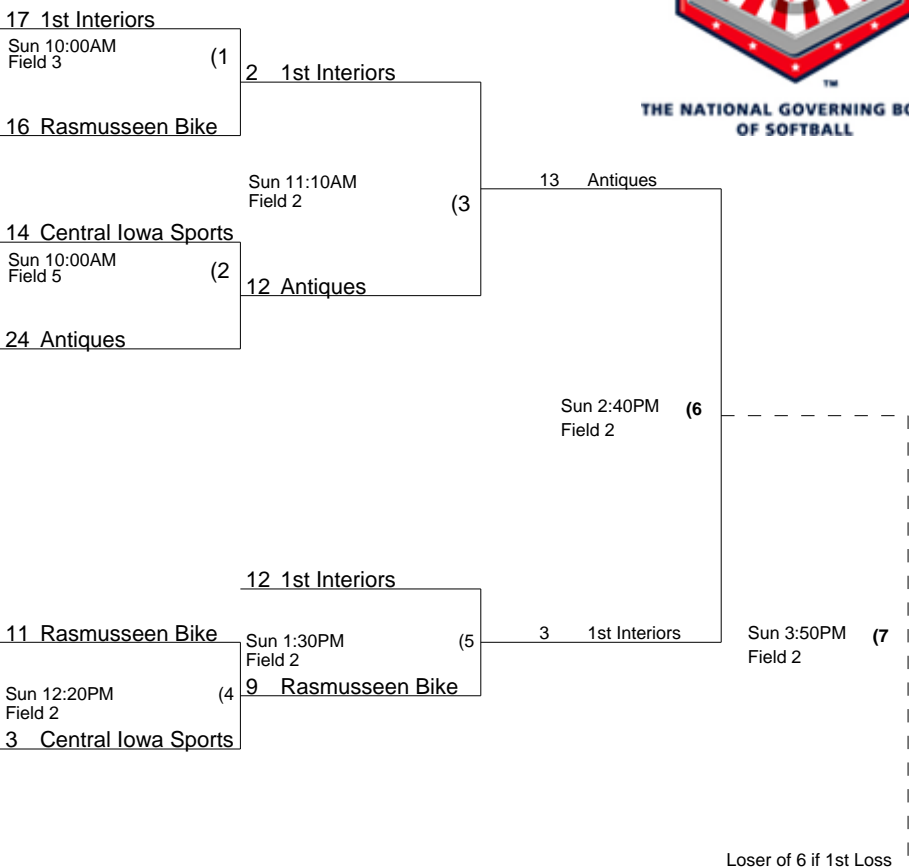 17 1st Interiors
Sun 10:00AM
Field 3
(1
2 1st Interiors
16 Rasmusseen Bike
TM
THE NATIONAL GOVERNING BO
OF SOFTBALL
Sun 11:10AM
Field 2
(3
13 Antiques
14 Central Iowa Sports
Sun 10:00AM
Field 5
(2
12 Antiques
24 Antiques
Sun 2:40PM
Field 2
(6
12 1st Interiors
11 Rasmusseen Bike
Sun 1:30PM
Field 2
(5
3 1st Interiors
Sun 3:50PM
Field 2
(7
9 Rasmusseen Bike
Sun 12:20PM
Field 2
(4
3 Central Iowa Sports
Loser of 6 if 1st Loss